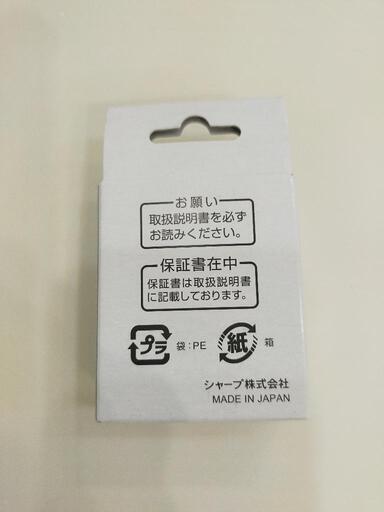 お願い
取扱説明書を必ず
お読みください。
保証書在中
保証書は取扱説明書
に記載しております。
プラ 袋:PE 紙 箱
シャープ株式会社
MADE IN JAPAN